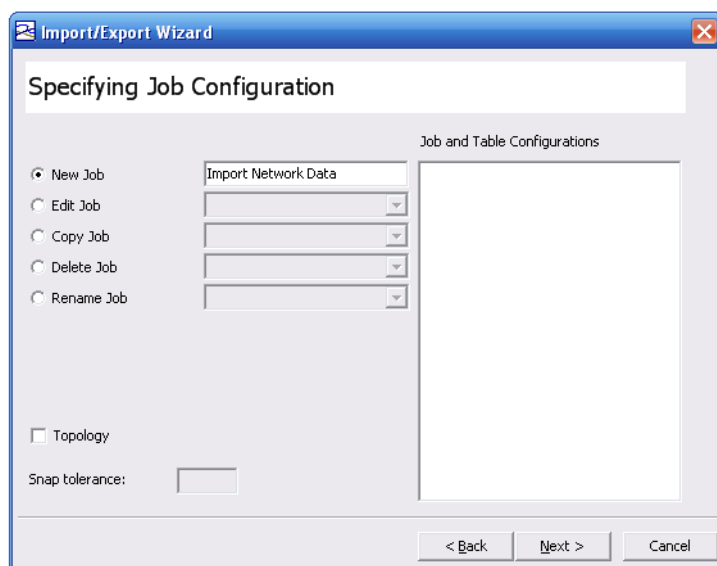 Import/Export Wizard
Specifying Job Configuration
Job and Table Configurations
New Job
Import Network Data
Edit Job
Copy Job
Delete Job
Rename Job
Topology
Snap tolerance:
< Back
Next >
Cancel